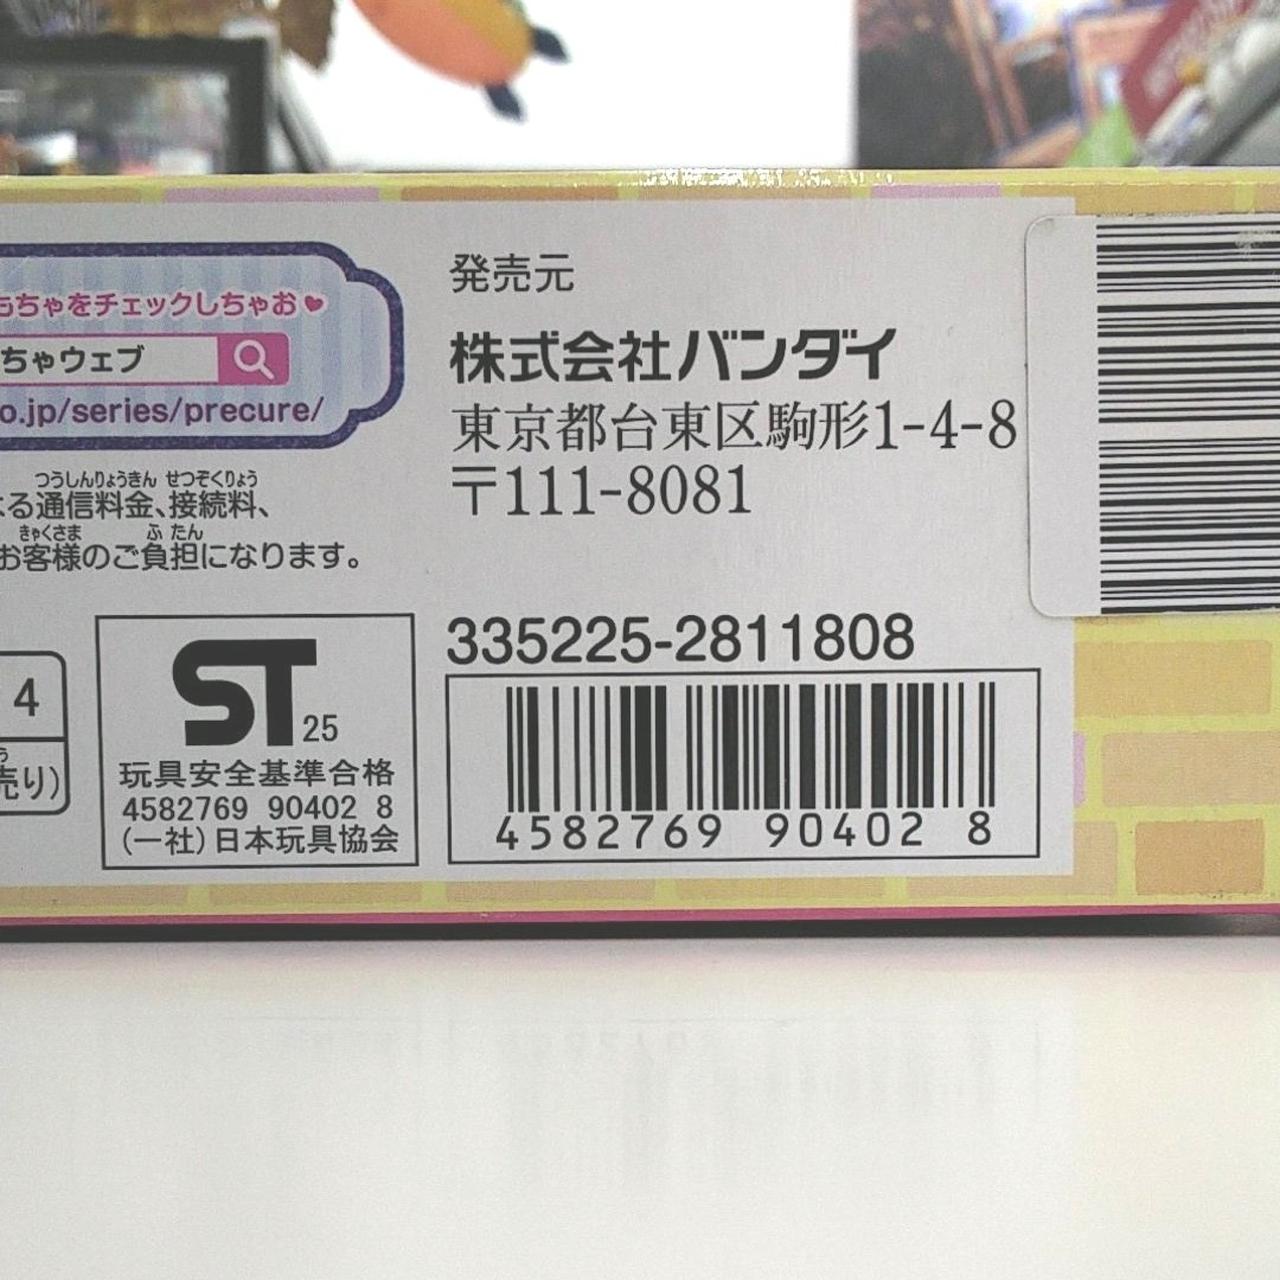 もちゃをチェックしちゃお♥
ちゃウェブ
o.jp/series/precure/
つうしんりょうきん せつぞくりょう
る通信料金、接続料、
きゃくさま ふたん
お客様のご負担になります。
発売元
株式会社バンダイ
東京都台東区駒形1-4-8
〒111-8081
4
う
売り)
ST25
玩具安全基準合格
4582769 90402 8
(一社)日本玩具協会
335225-2811808
4582769 90402 8